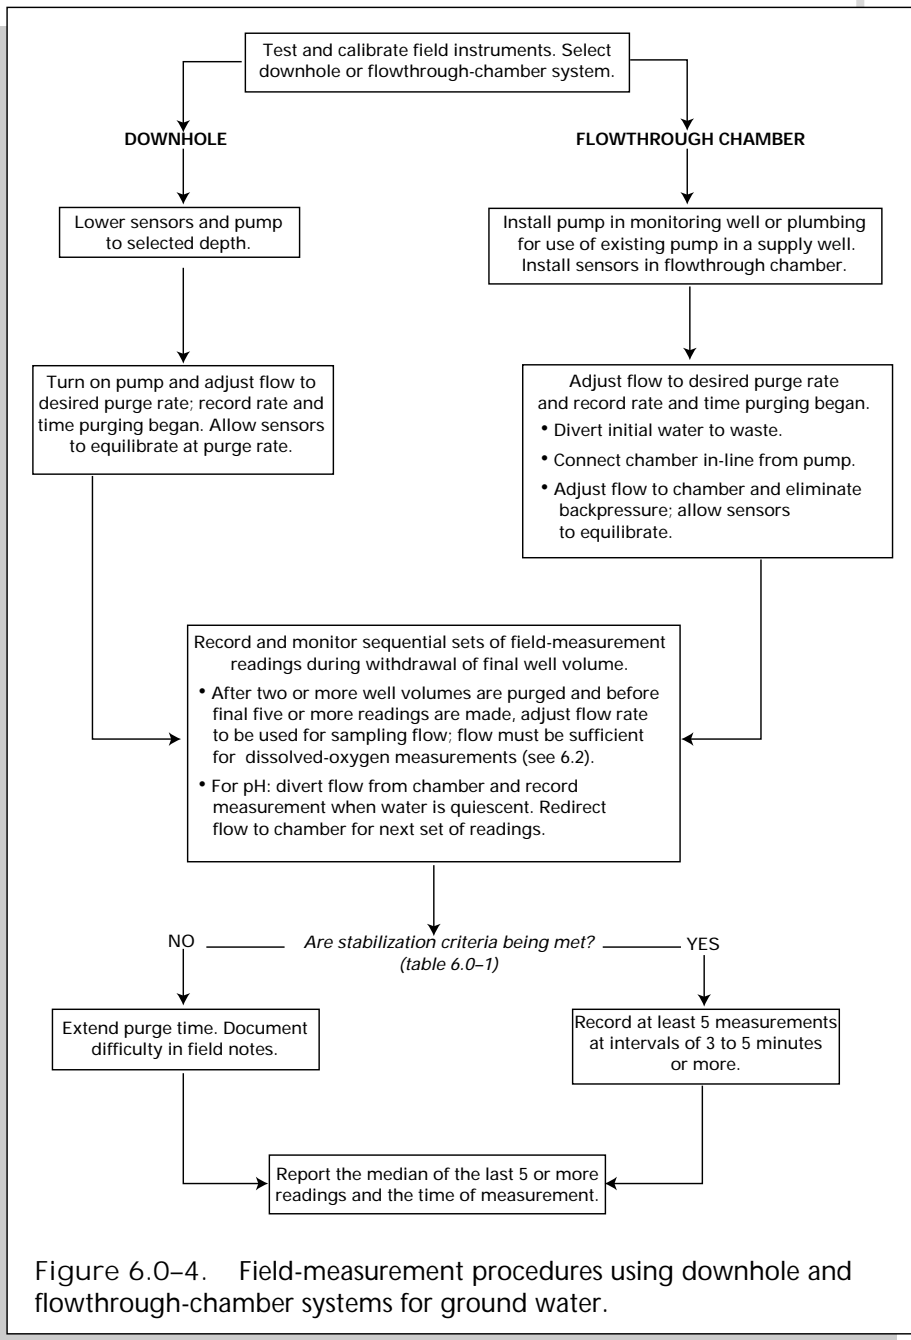 Test and calibrate field instruments. Select
downhole or flowthrough-chamber system.
DOWNHOLE
FLOWTHROUGH CHAMBER
Lower sensors and pump
to selected depth.
Install pump in monitoring well or plumbing
for use of existing pump in a supply well.
Install sensors in flowthrough chamber.
Turn on pump and adjust flow to
desired purge rate; record rate and
time purging began. Allow sensors
to equilibrate at purge rate.
Adjust flow to desired purge rate
and record rate and time purging began.
• Divert initial water to waste.
• Connect chamber in-line from pump.
• Adjust flow to chamber and eliminate
backpressure; allow sensors
to equilibrate.
Record and monitor sequential sets of field-measurement
readings during withdrawal of final well volume.
• After two or more well volumes are purged and before
final five or more readings are made, adjust flow rate
to be used for sampling flow; flow must be sufficient
for dissolved-oxygen measurements (see 6.2).
• For pH: divert flow from chamber and record
measurement when water is quiescent. Redirect
flow to chamber for next set of readings.
NO
Are stabilization criteria being met?
(table 6.0–1)
YES
Extend purge time. Document
difficulty in field notes.
Record at least 5 measurements
at intervals of 3 to 5 minutes
or more.
Report the median of the last 5 or more
readings and the time of measurement.
Figure 6.0–4. Field-measurement procedures using downhole and
flowthrough-chamber systems for ground water.